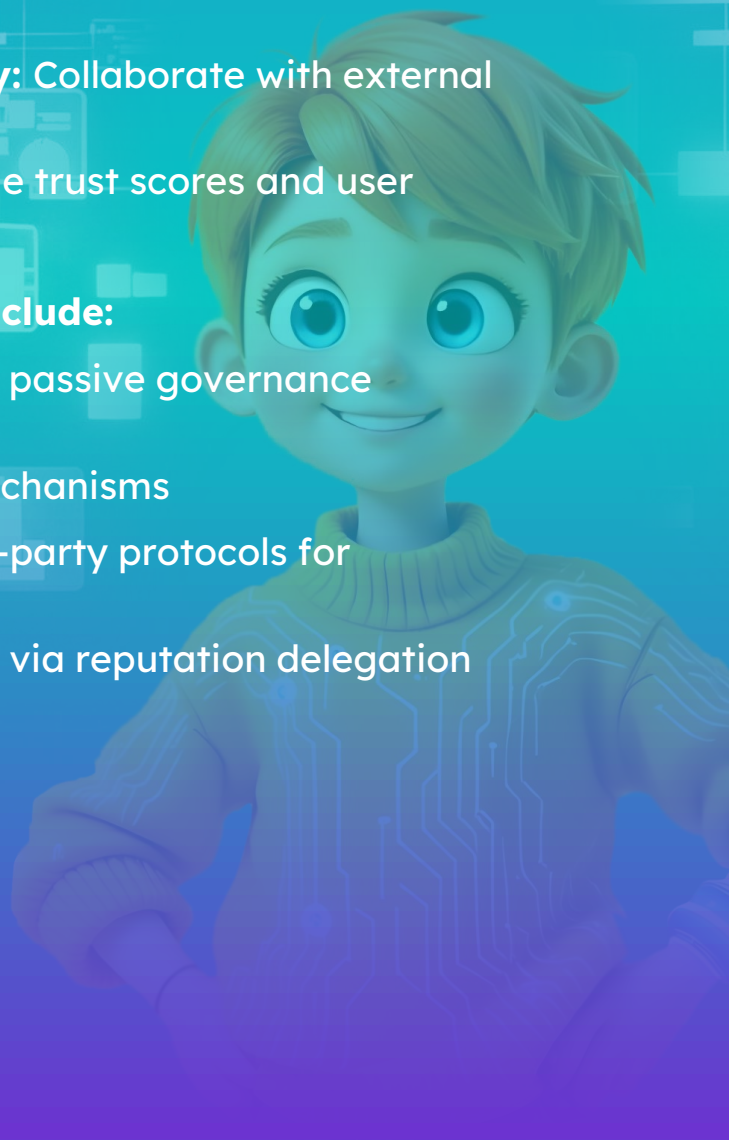 y: Collaborate with external
e trust scores and user
clude:
passive governance
chanisms
-party protocols for
via reputation delegation